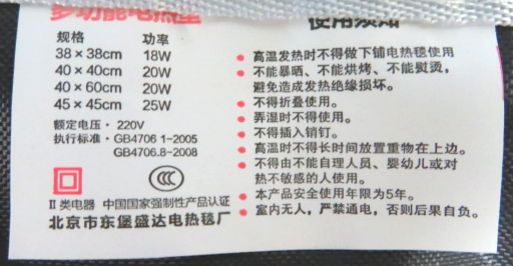 多功能电热垫
规格 功率
38×38cm 18W
40×40cm 20W
40×60cm 20W
45×45cm 25W
额定电压·220V
执行标准·GB4706 1-2005
GB4706.8-2008
Ⅱ类电器 中国国家强制性产品认证
北京市东堡盛达电热毯厂
使用须知
• 高温发热时不得做下铺电热毯使用
• 不能暴晒、不能烘烤、不能熨烫，
避免造成发热绝缘损坏。
• 不得折叠使用。
• 弄湿时不得使用。
• 不得插入销钉。
• 高温时不得长时间放置重物在上边。
• 不得由不能自理人员、婴幼儿或对
热不敏感的人使用。
• 本产品安全使用年限为5年。
• 室内无人，严禁通电，否则后果自负。